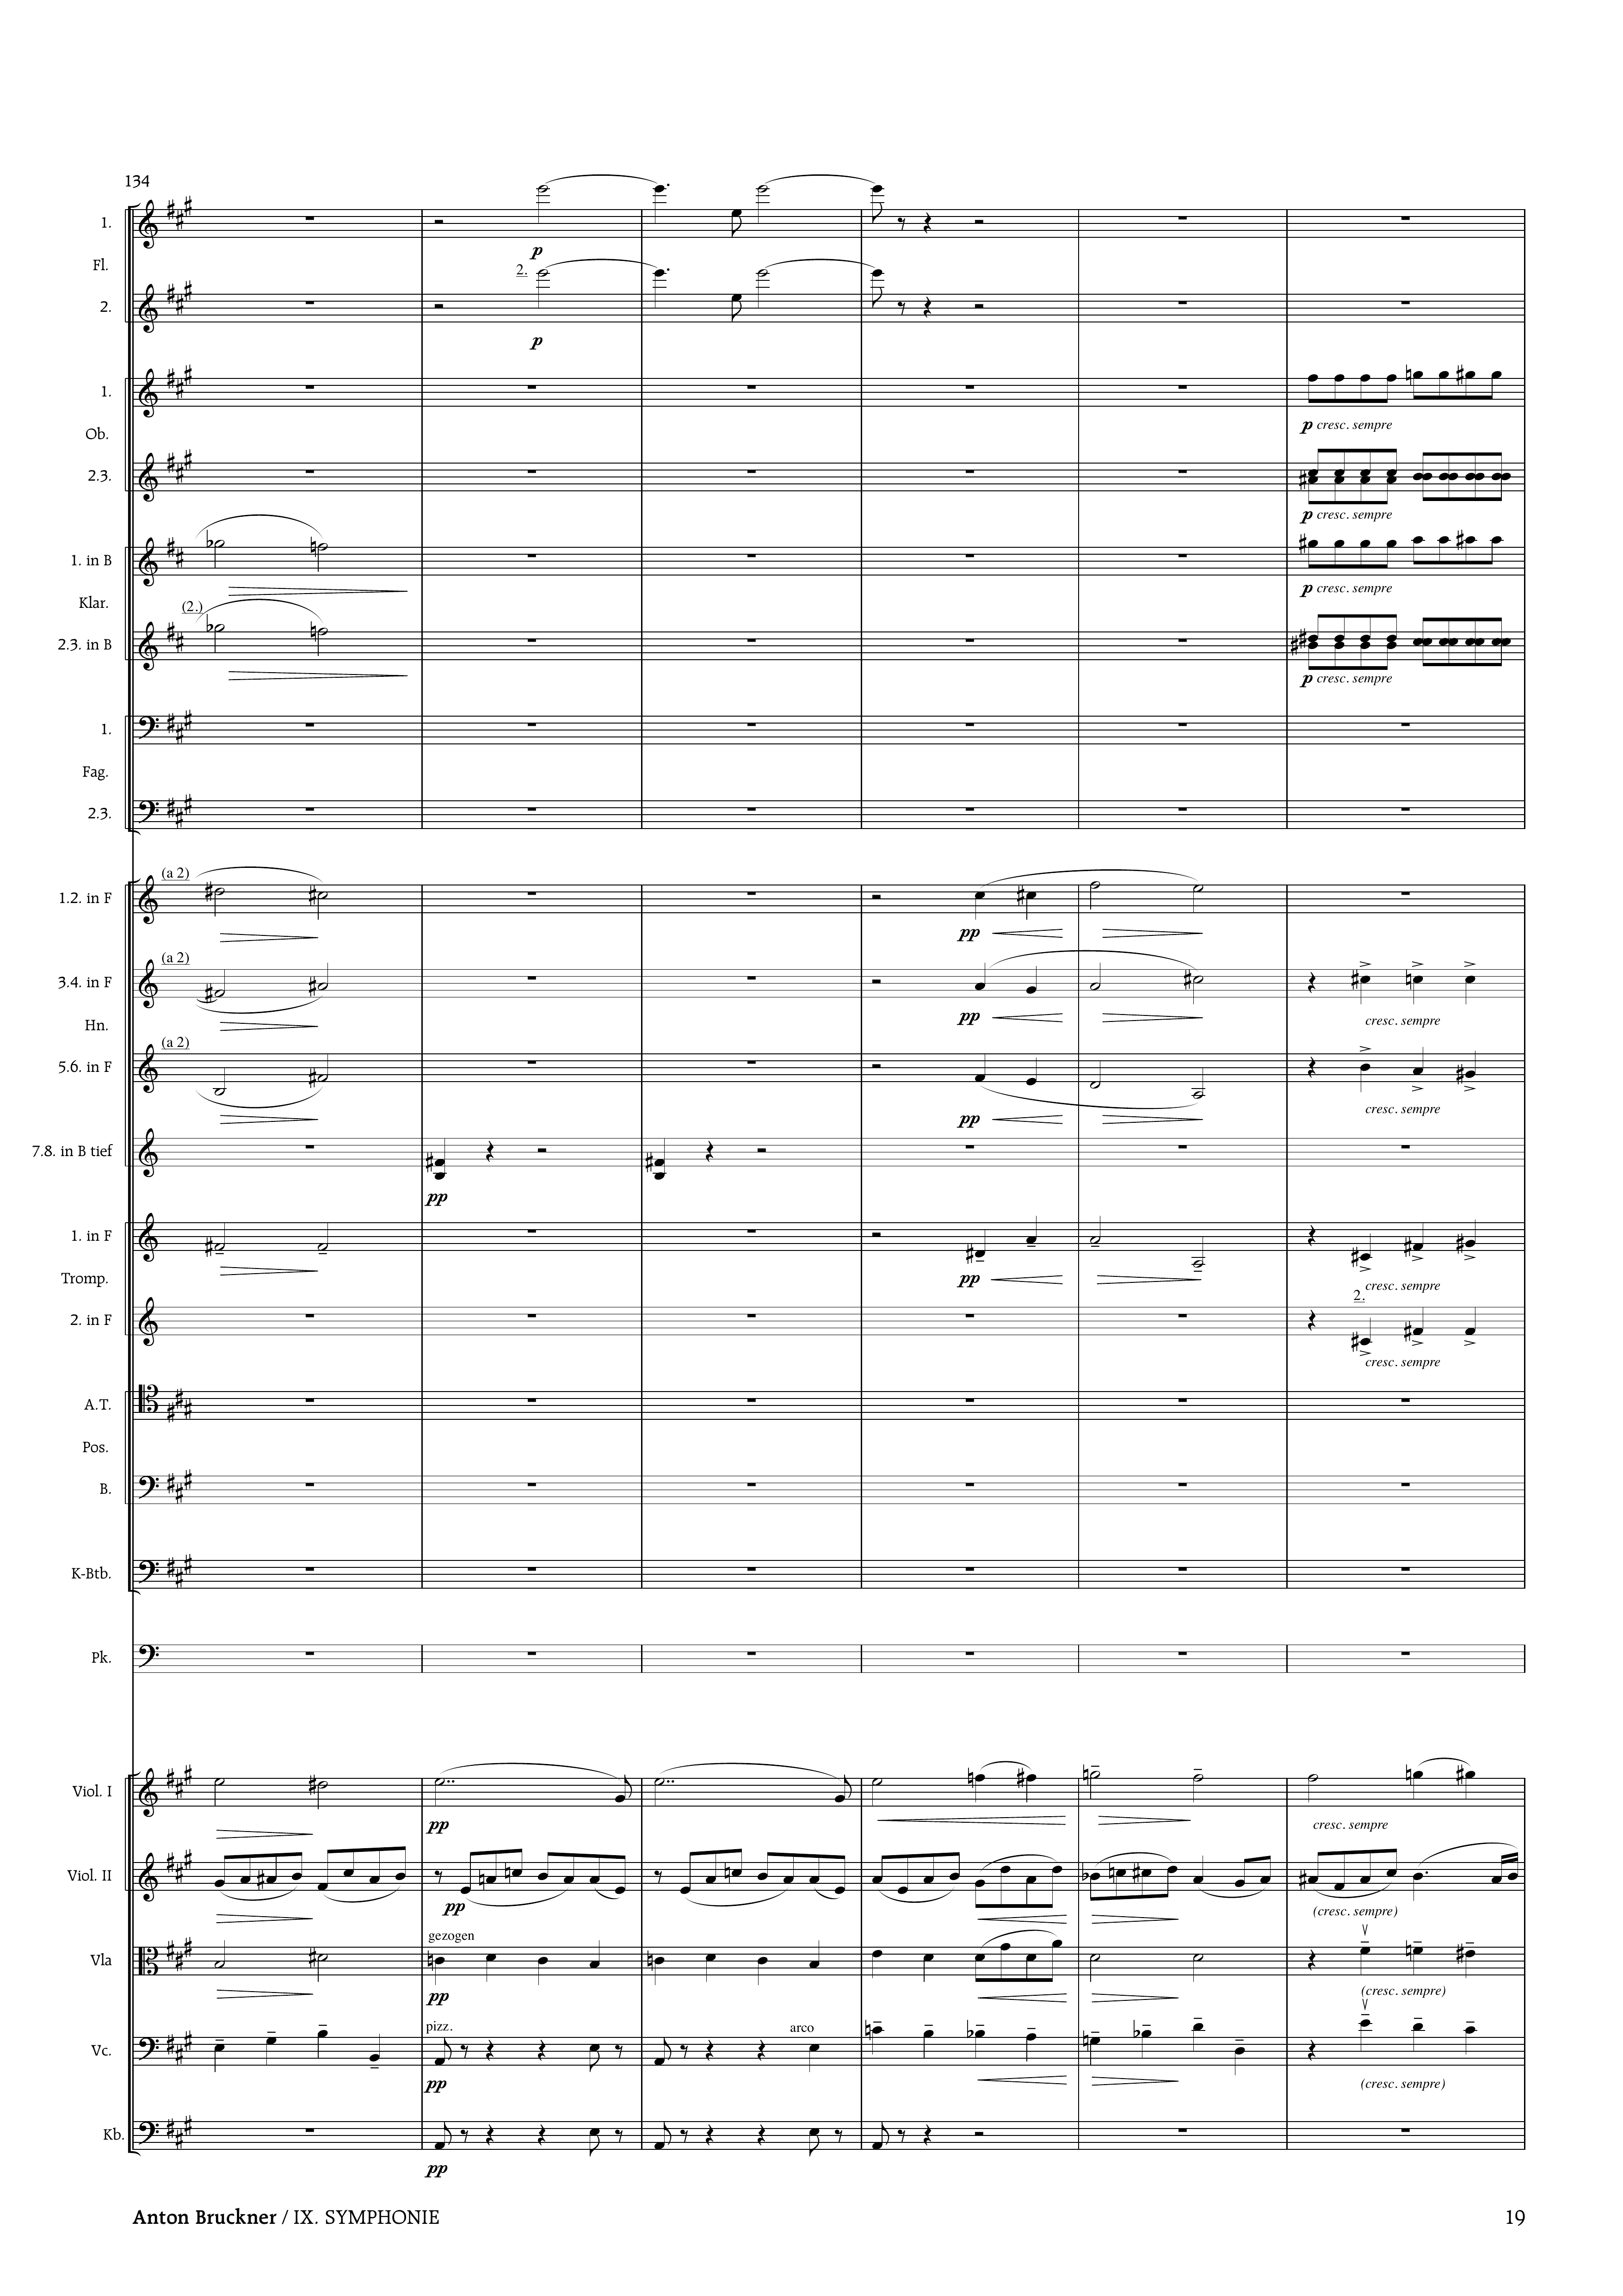 134
1.
Fl.
p
2.
2.
p
1.
Ob.
p cresc. sempre
2.3.
p cresc. sempre
1. in B
p cresc. sempre
Klar.
(2.)
2.3. in B
p cresc. sempre
1.
Fag.
2.3.
(a 2)
1.2. in F
pp
(a 2)
3.4. in F
pp
cresc. sempre
Hn.
(a 2)
5.6. in F
pp
cresc. sempre
7.8. in B tief
pp
1. in F
pp
cresc. sempre
Tromp.
2.
2. in F
cresc. sempre
A.T.
Pos.
B.
K-Btb.
Pk.
Viol. I
pp
cresc. sempre
Viol. II
pp
(cresc. sempre)
gezogen
Vla
pp
(cresc. sempre)
pizz.
arco
Vc.
pp
(cresc. sempre)
Kb.
pp
Anton Bruckner / IX. SYMPHONIE
19